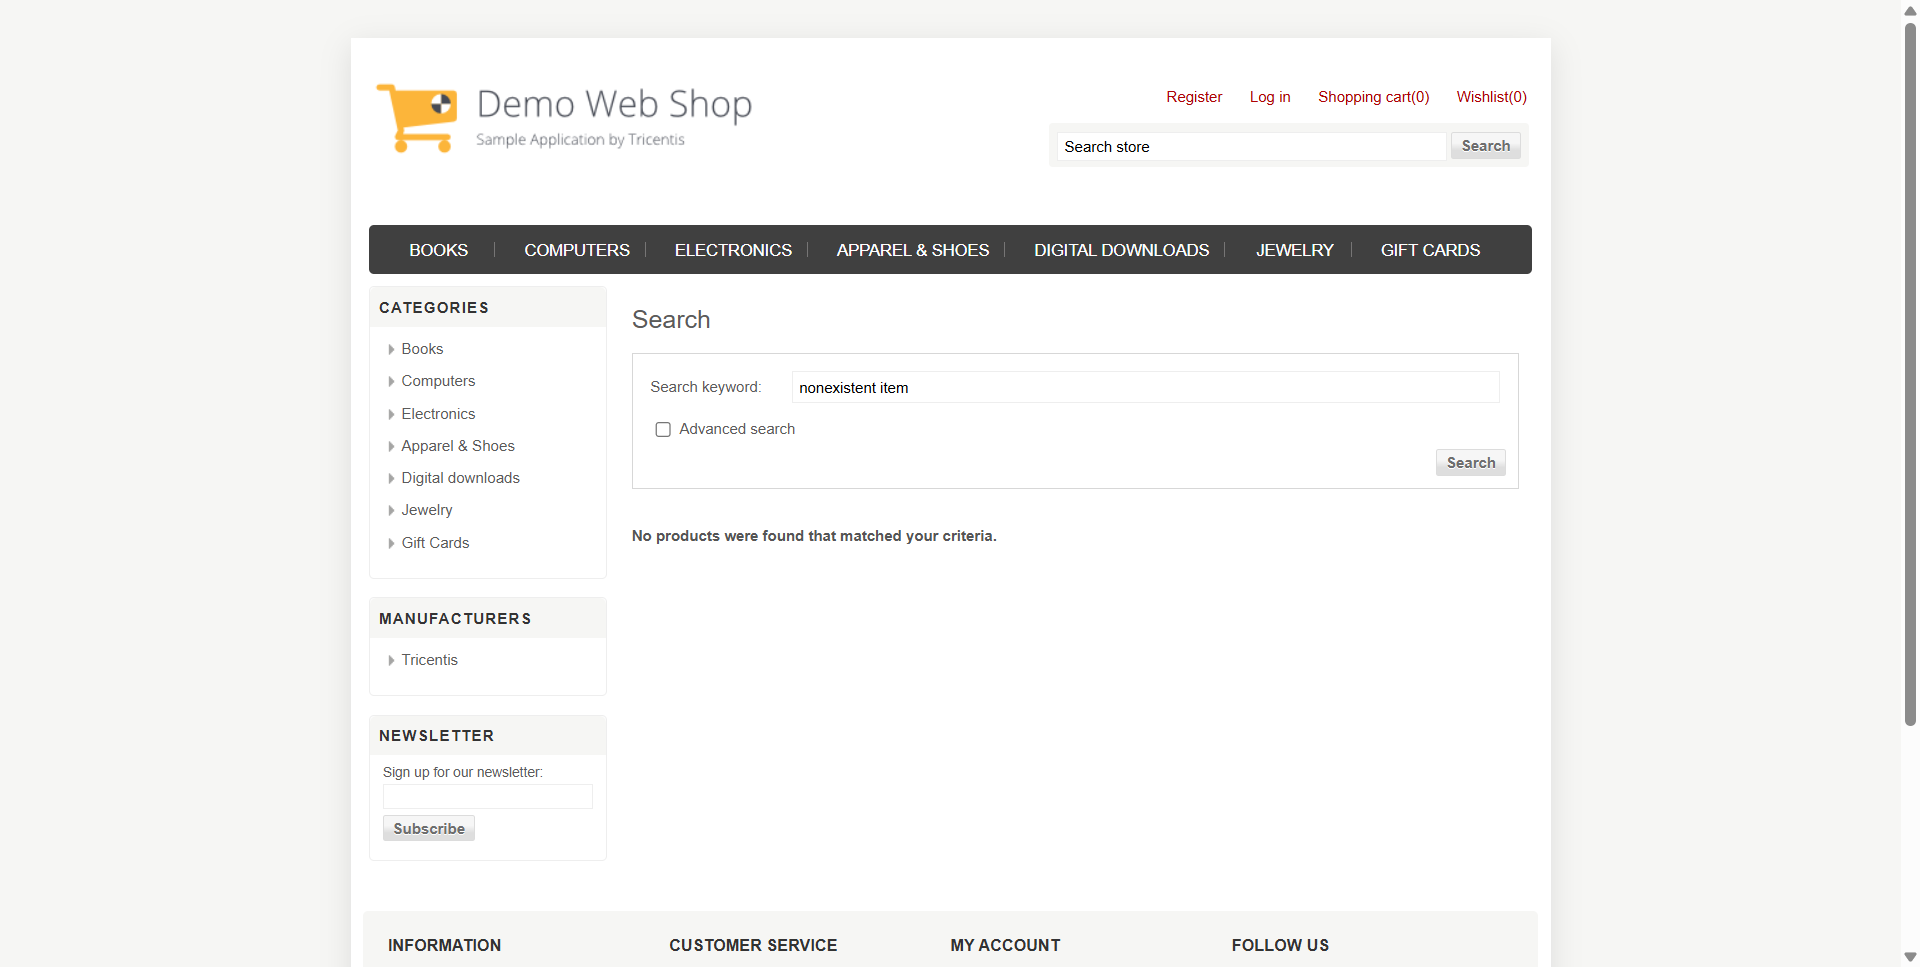 Demo Web Shop
Sample Application by Tricentis
Register Log in Shopping cart(0) Wishlist(0)
Search store Search
BOOKS COMPUTERS ELECTRONICS APPAREL & SHOES DIGITAL DOWNLOADS JEWELRY GIFT CARDS
CATEGORIES
Books
Computers
Electronics
Apparel & Shoes
Digital downloads
Jewelry
Gift Cards
MANUFACTURERS
Tricentis
NEWSLETTER
Sign up for our newsletter:
Subscribe
Search
Search keyword: nonexistent item
Advanced search
Search
No products were found that matched your criteria.
INFORMATION CUSTOMER SERVICE MY ACCOUNT FOLLOW US